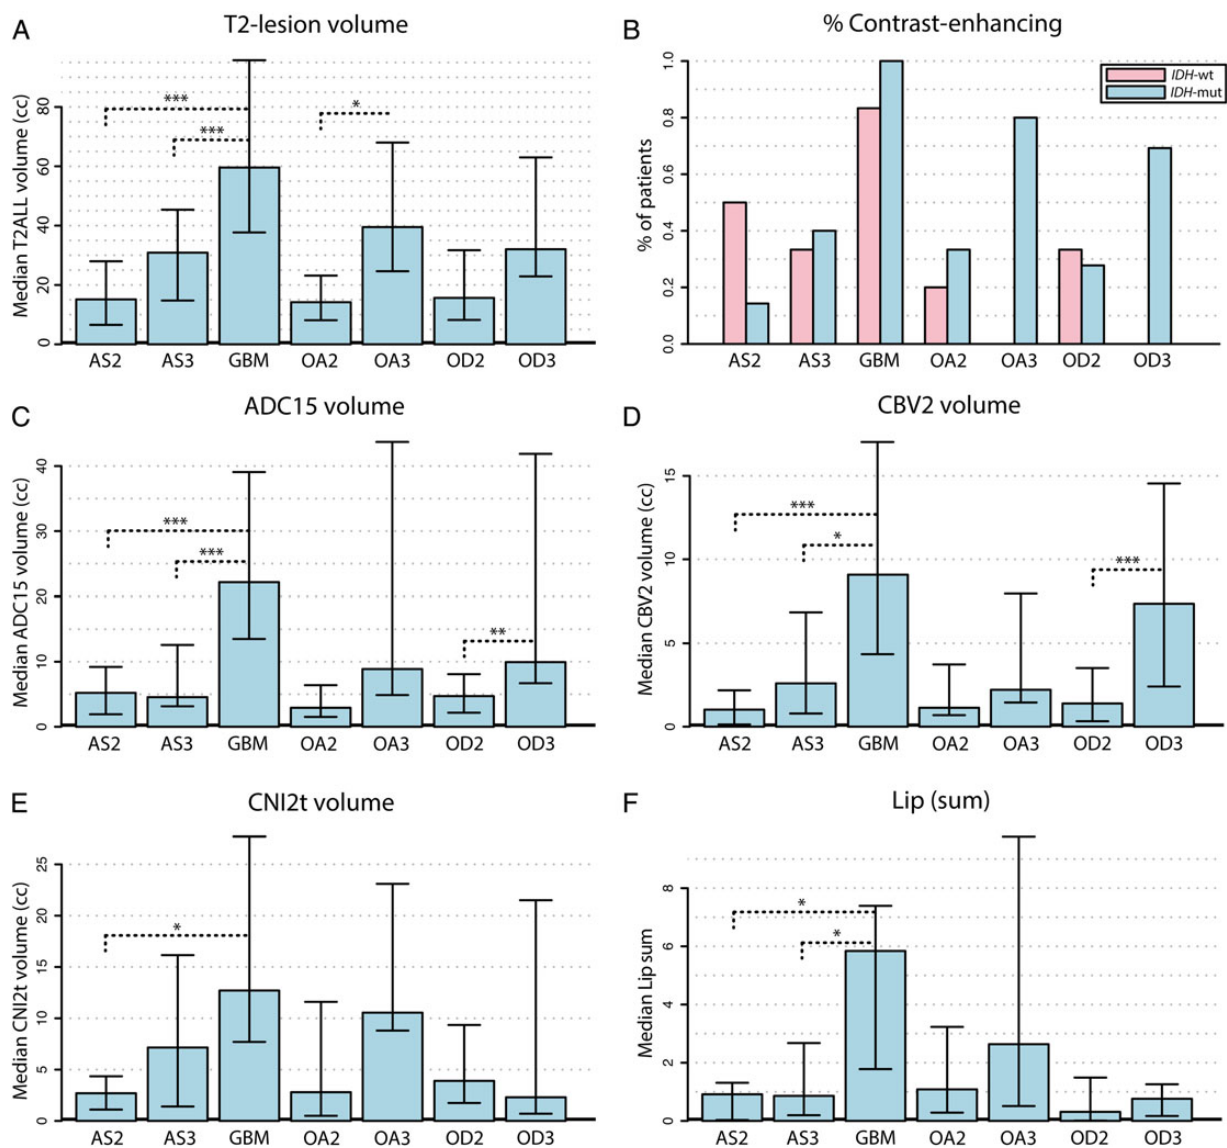 A
T2-lesion volume
Median T2ALL volume (cc)
0
20
40
60
80
***
***
*
AS2 AS3 GBM OA2 OA3 OD2 OD3
B
% Contrast-enhancing
% of patients
0.0
0.2
0.4
0.6
0.8
1.0
IDH-wt
IDH-mut
AS2 AS3 GBM OA2 OA3 OD2 OD3
C
ADC15 volume
Median ADC15 volume (cc)
0
10
20
30
40
***
***
**
AS2 AS3 GBM OA2 OA3 OD2 OD3
D
CBV2 volume
Median CBV2 volume (cc)
0
5
10
15
***
*
***
AS2 AS3 GBM OA2 OA3 OD2 OD3
E
CNI2t volume
Median CNI2t volume (cc)
0
5
10
15
20
25
*
AS2 AS3 GBM OA2 OA3 OD2 OD3
F
Lip (sum)
Median Lip sum
0
2
4
6
8
*
*
AS2 AS3 GBM OA2 OA3 OD2 OD3